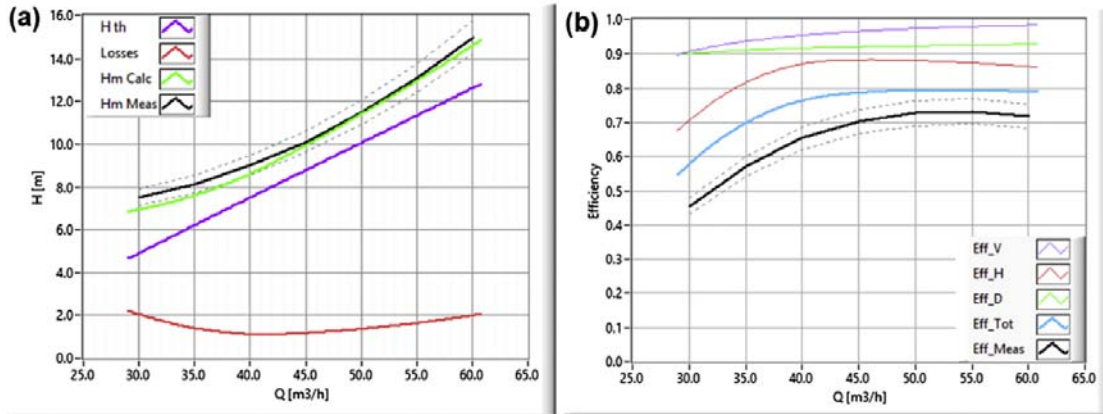 (a)
16.0
14.0
12.0
10.0
8.0
6.0
4.0
2.0
0.0
H [m]
H th
Losses
Hm Calc
Hm Meas
25.0 30.0 35.0 40.0 45.0 50.0 55.0 60.0 65.0
Q [m3/h]
(b)
1.0
0.9
0.8
0.7
0.6
0.5
0.4
0.3
0.2
0.1
0.0
Efficiency
Eff_V
Eff_H
Eff_D
Eff_Tot
Eff_Meas
25.0 30.0 35.0 40.0 45.0 50.0 55.0 60.0 65.0
Q [m3/h]